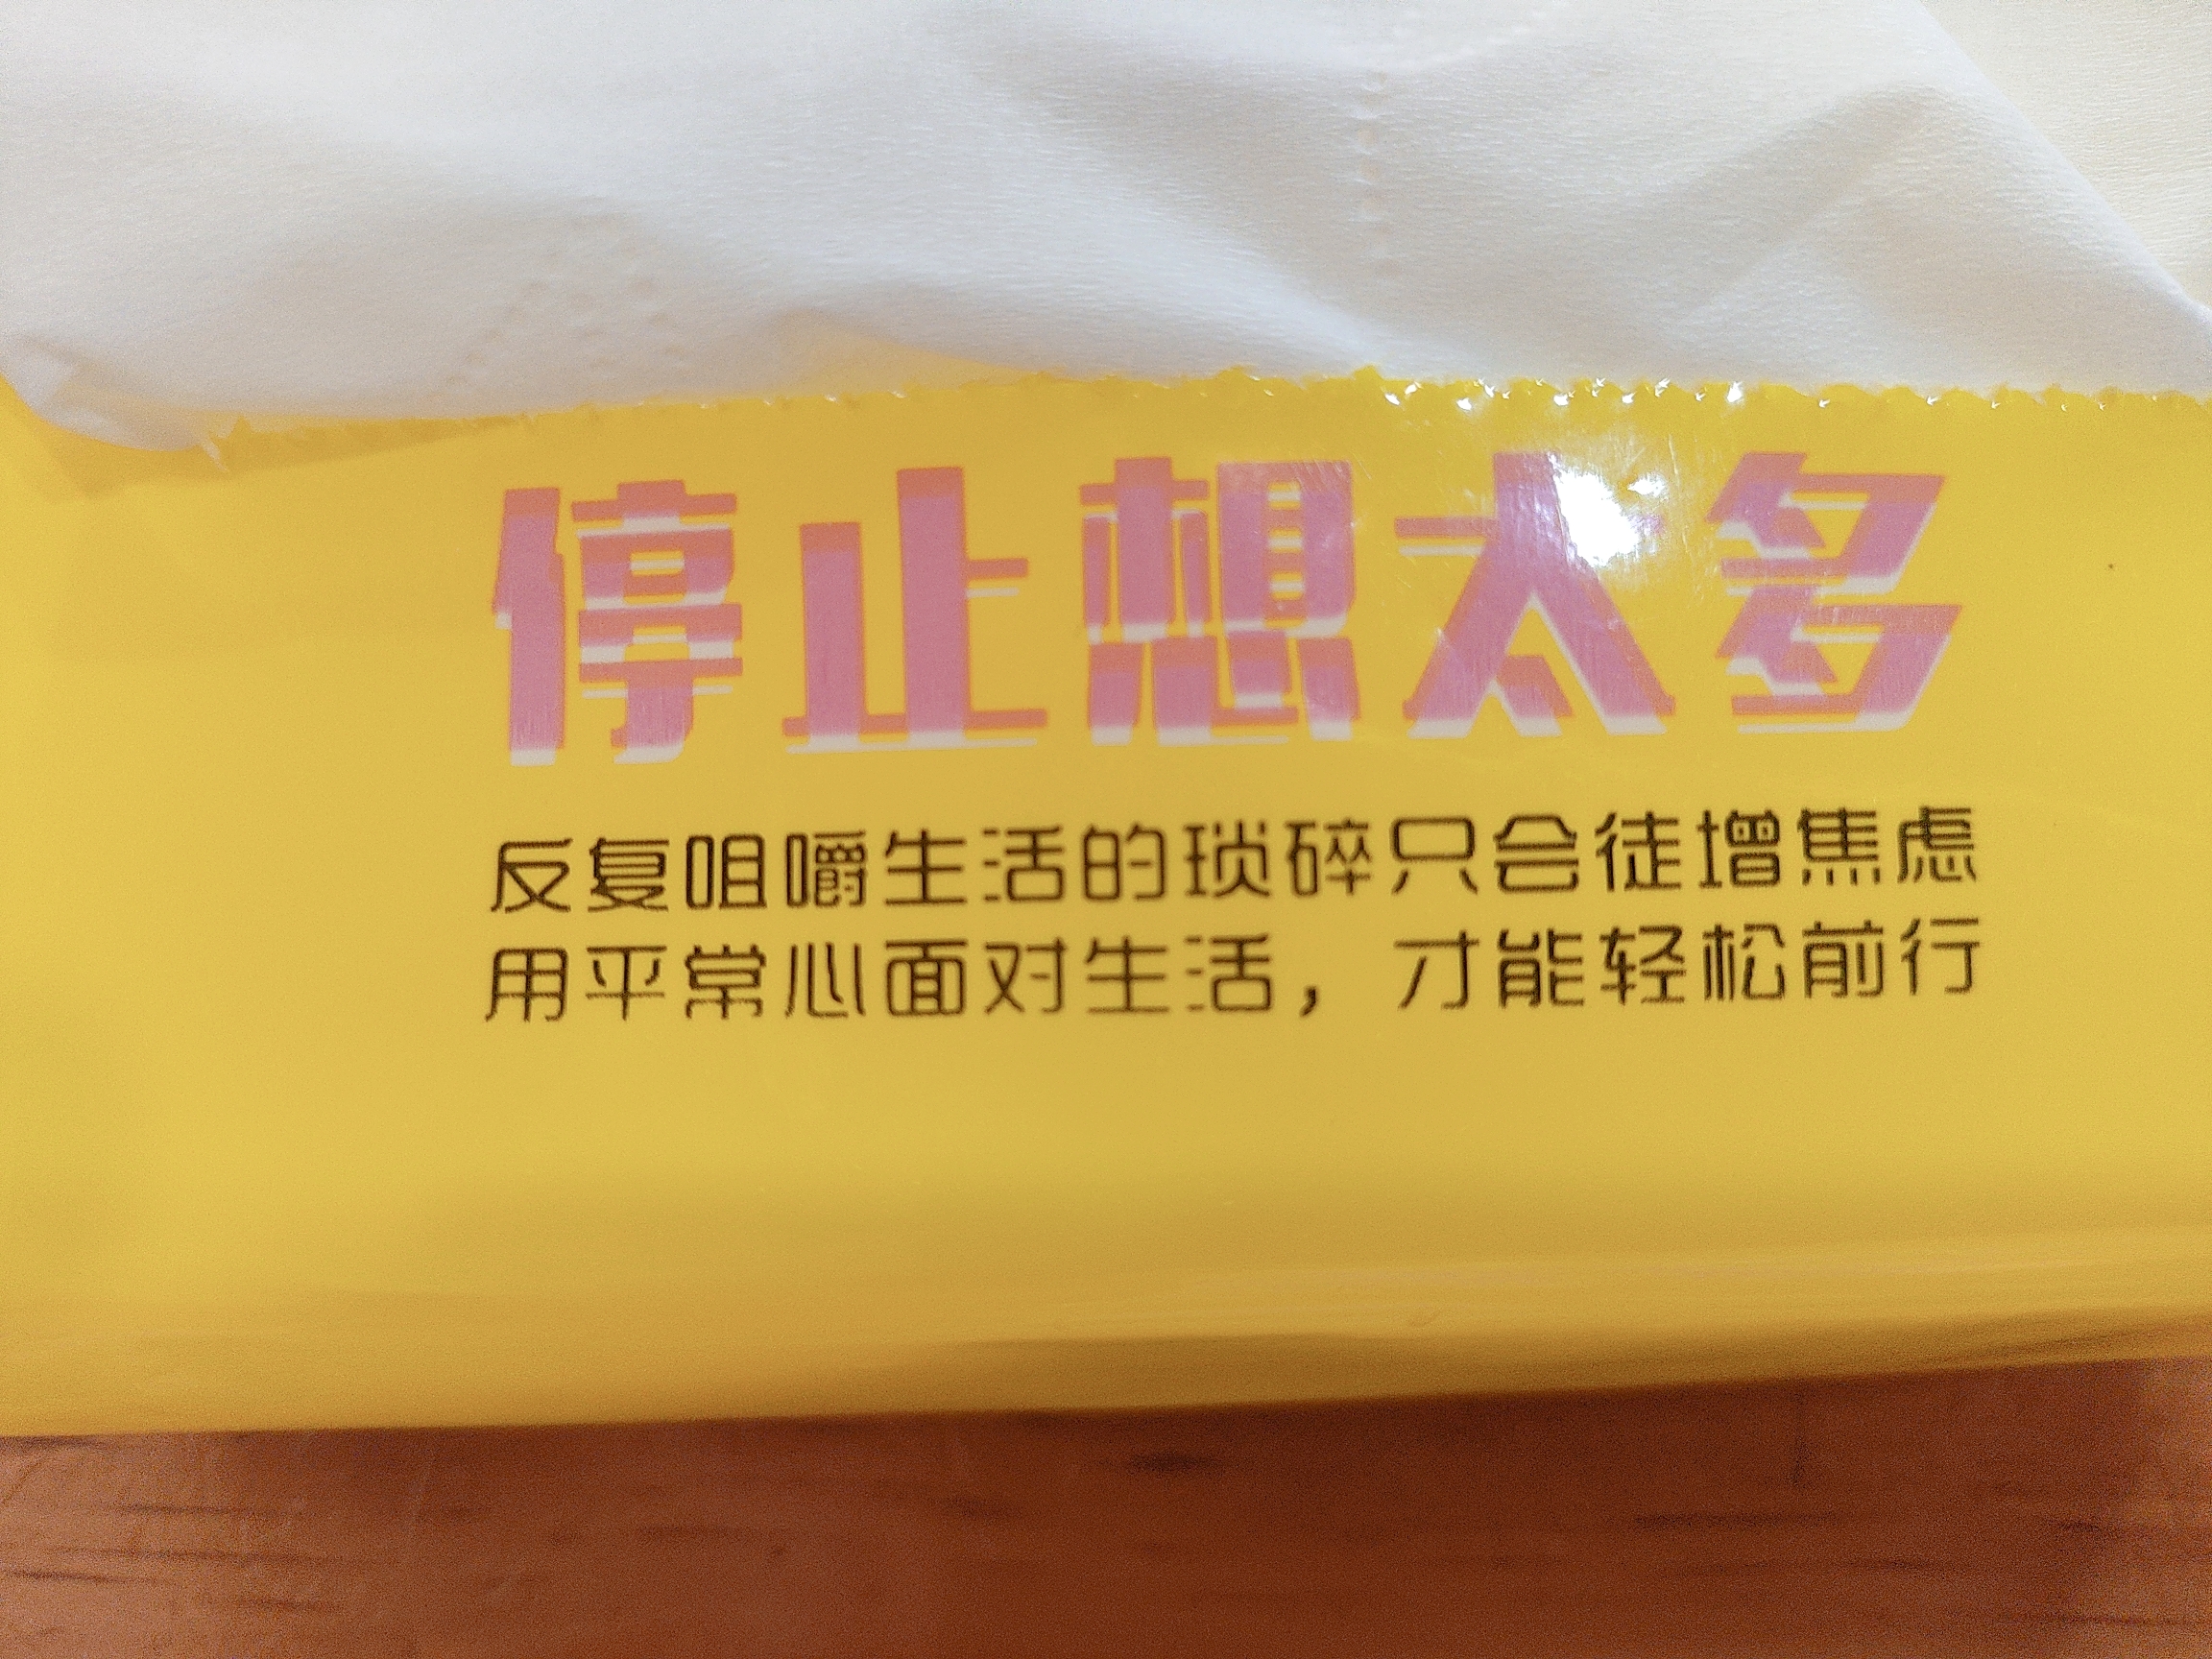 停止想太多
反复咀嚼生活的琐碎只会徒增焦虑
用平常心面对生活，才能轻松前行